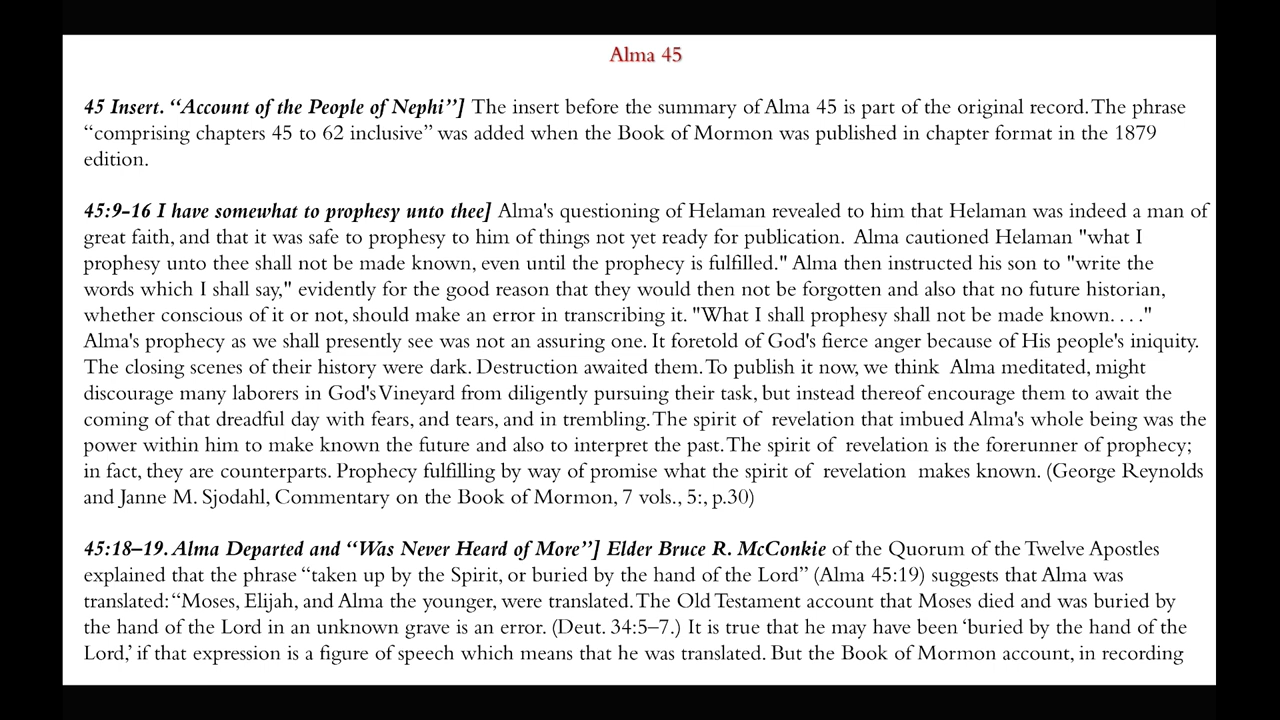 Alma 45
45 Insert. “Account of the People of Nephi”] The insert before the summary of Alma 45 is part of the original record. The phrase
“comprising chapters 45 to 62 inclusive” was added when the Book of Mormon was published in chapter format in the 1879
edition.
45:9-16 I have somewhat to prophesy unto thee] Alma's questioning of Helaman revealed to him that Helaman was indeed a man of
great faith, and that it was safe to prophesy to him of things not yet ready for publication.  Alma cautioned Helaman "what I
prophesy unto thee shall not be made known, even until the prophecy is fulfilled." Alma then instructed his son to "write the
words which I shall say," evidently for the good reason that they would then not be forgotten and also that no future historian,
whether conscious of it or not, should make an error in transcribing it. "What I shall prophesy shall not be made known. . . ."
Alma's prophecy as we shall presently see was not an assuring one. It foretold of God's fierce anger because of His people's iniquity.
The closing scenes of their history were dark. Destruction awaited them. To publish it now, we think  Alma meditated, might
discourage many laborers in God's Vineyard from diligently pursuing their task, but instead thereof encourage them to await the
coming of that dreadful day with fears, and tears, and in trembling. The spirit of  revelation that imbued Alma's whole being was the
power within him to make known the future and also to interpret the past. The spirit of  revelation is the forerunner of prophecy;
in fact, they are counterparts. Prophecy fulfilling by way of promise what the spirit of  revelation  makes known. (George Reynolds
and Janne M. Sjodahl, Commentary on the Book of Mormon, 7 vols., 5:, p.30)
45:18–19. Alma Departed and “Was Never Heard of More”] Elder Bruce R. McConkie of the Quorum of the Twelve Apostles
explained that the phrase “taken up by the Spirit, or buried by the hand of the Lord” (Alma 45:19) suggests that Alma was
translated: “Moses, Elijah, and Alma the younger, were translated. The Old Testament account that Moses died and was buried by
the hand of the Lord in an unknown grave is an error. (Deut. 34:5–7.) It is true that he may have been ‘buried by the hand of the
Lord,’ if that expression is a figure of speech which means that he was translated. But the Book of Mormon account, in recording